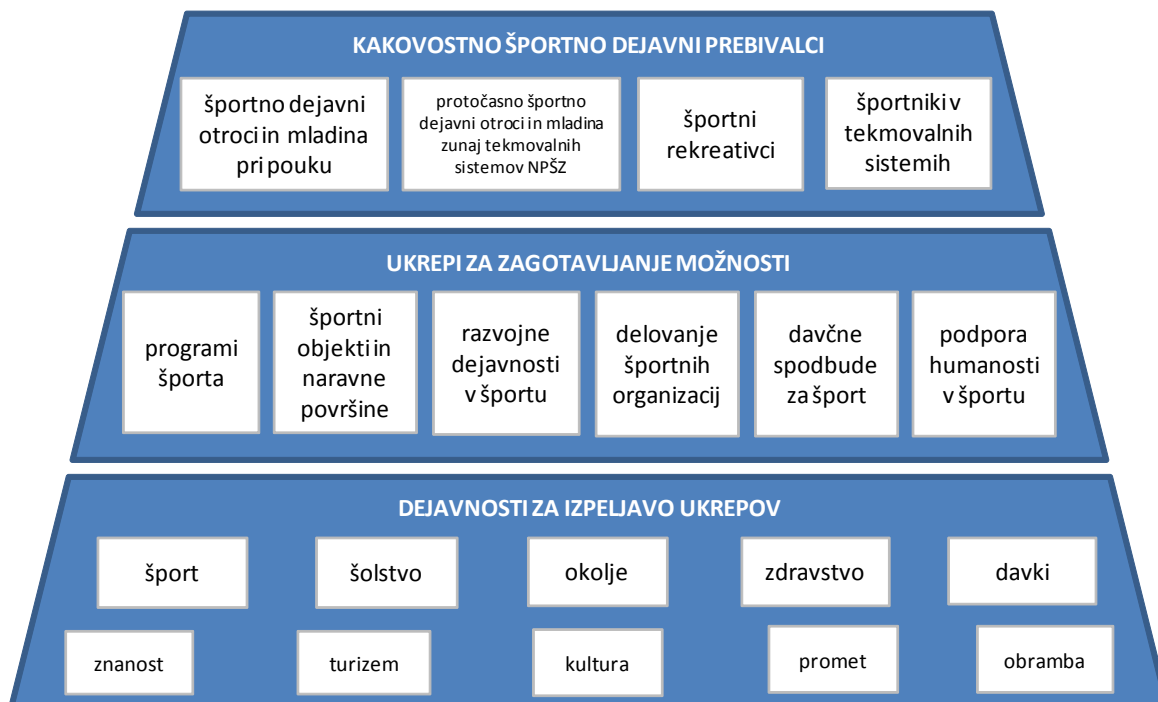 KAKOVOSTNO ŠPORTNO DEJAVNI PREBIVALCI
športno dejavni
otroci in mladina
pri pouku
protočasno športno
dejavni otroci in mladina
zunaj tekmovalnih
sistemov NPŠZ
športni
rekreativci
športniki v
tekmovalnih
sistemih
UKREPI ZA ZAGOTAVLJANJE MOŽNOSTI
programi
športa
športni
objekti in
naravne
površine
razvojne
dejavnosti
v športu
delovanje
športnih
organizacij
davčne
spodbude
za šport
podpora
humanosti
v športu
DEJAVNOSTI ZA IZPELJAVO UKREPOV
šport
šolstvo
okolje
zdravstvo
davki
znanost
turizem
kultura
promet
obramba